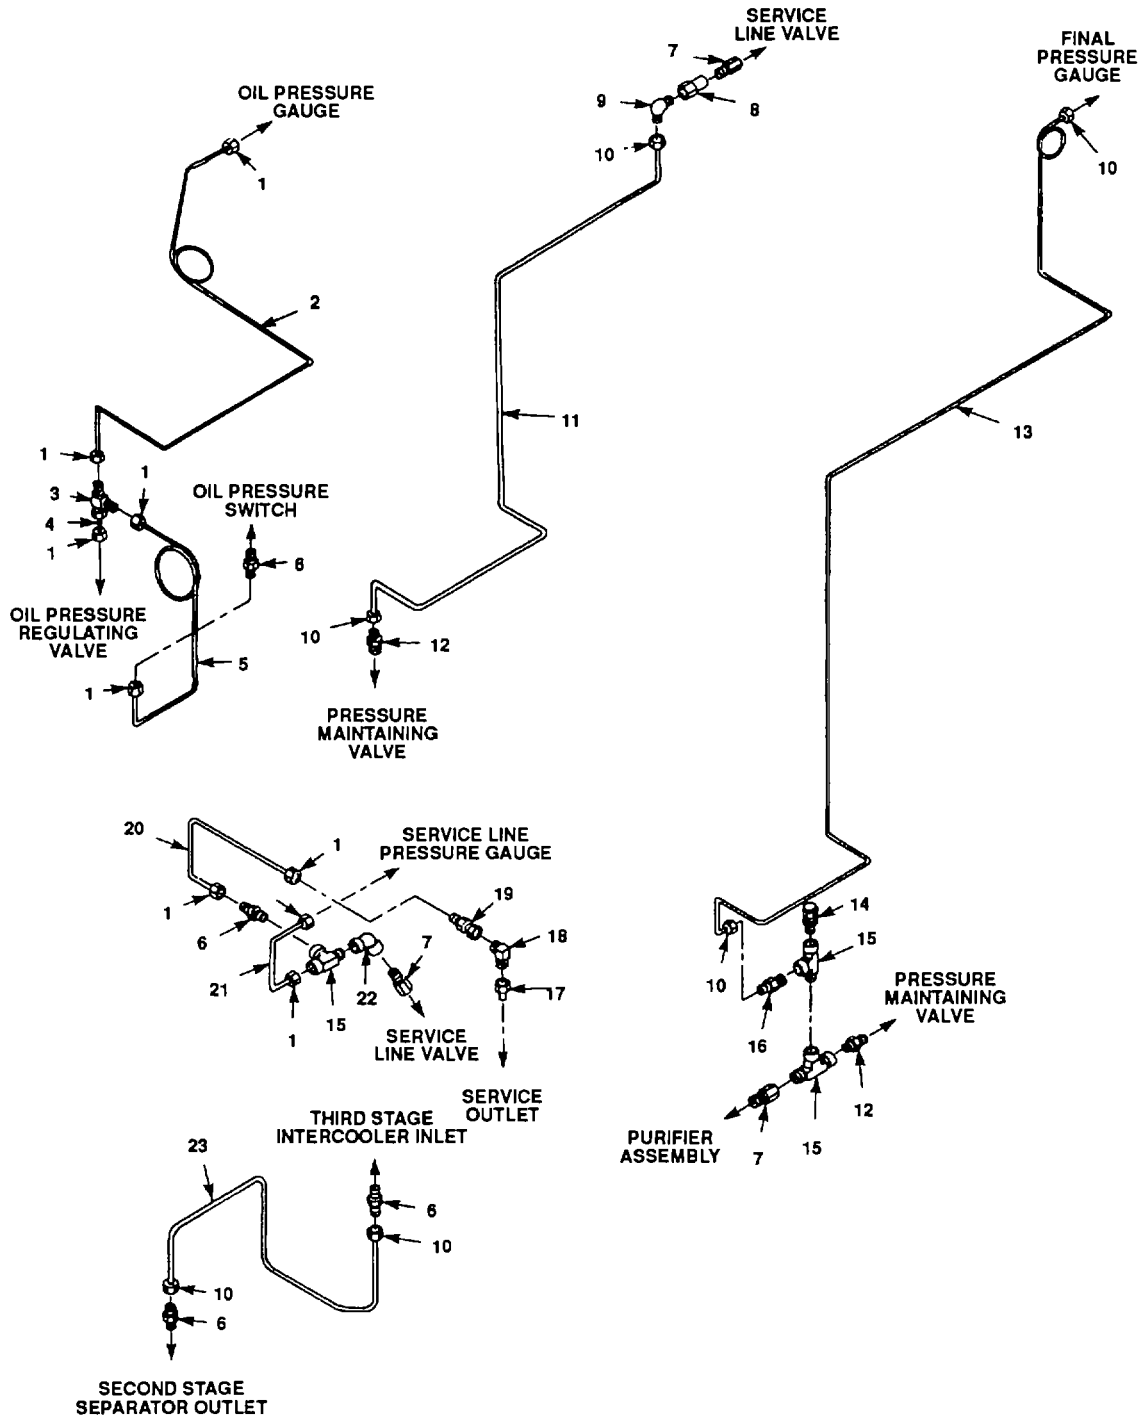 SERVICE
LINE VALVE
7
8
9
10
FINAL
PRESSURE
GAUGE
10
OIL PRESSURE
GAUGE
1
2
1
3
4
1
1
OIL PRESSURE
SWITCH
6
OIL PRESSURE
REGULATING
VALVE
5
1
11
10
12
PRESSURE
MAINTAINING
VALVE
13
14
15
10
16
PRESSURE
MAINTAINING
VALVE
12
15
7
PURIFIER
ASSEMBLY
20
1
SERVICE LINE
PRESSURE GAUGE
1
6
19
18
17
7
21
1
15
22
SERVICE
LINE VALVE
SERVICE
OUTLET
THIRD STAGE
INTERCOOLER INLET
23
6
10
10
6
SECOND STAGE
SEPARATOR OUTLET